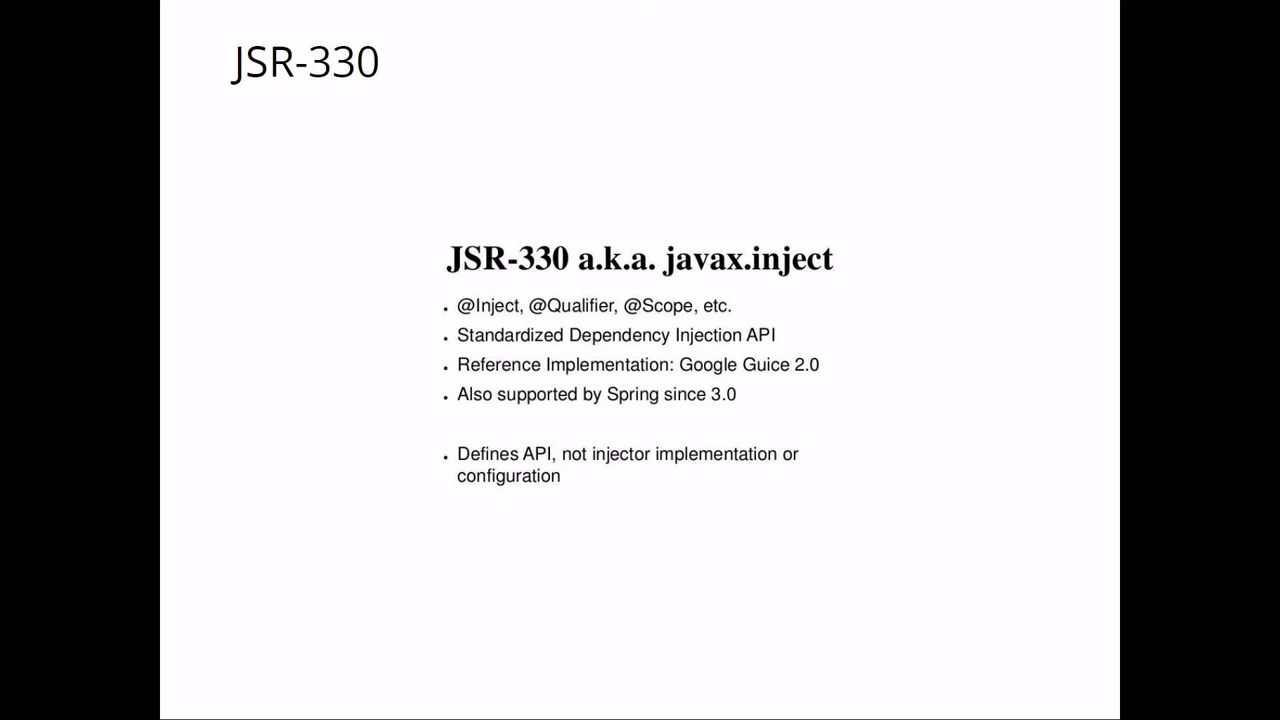 JSR-330
JSR-330 a.k.a. javax.inject
• @Inject, @Qualifier, @Scope, etc.
• Standardized Dependency Injection API
• Reference Implementation: Google Guice 2.0
• Also supported by Spring since 3.0
• Defines API, not injector implementation or
configuration